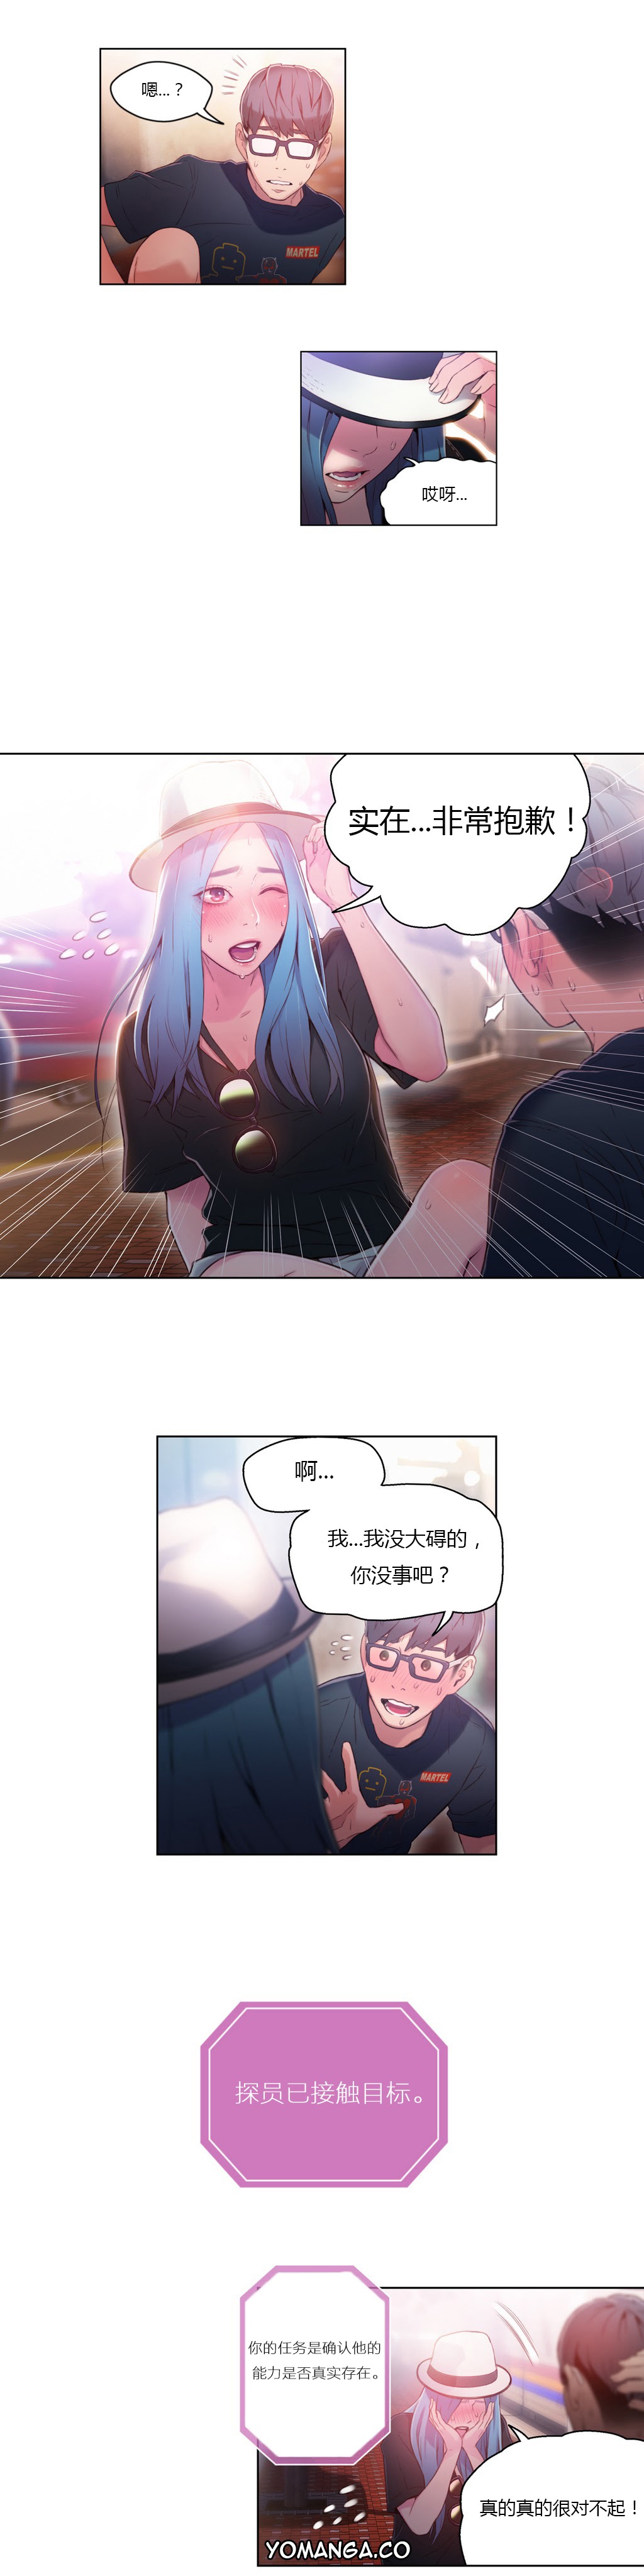 嗯...？
MARTEL
哎呀...
实在...非常抱歉！
啊...
我...我没大碍的，
你没事吧？
MARTEL
探员已接触目标。
你的任务是确认他的
能力是否真实存在。
真的真的很对不起！
YOMANGA.CO